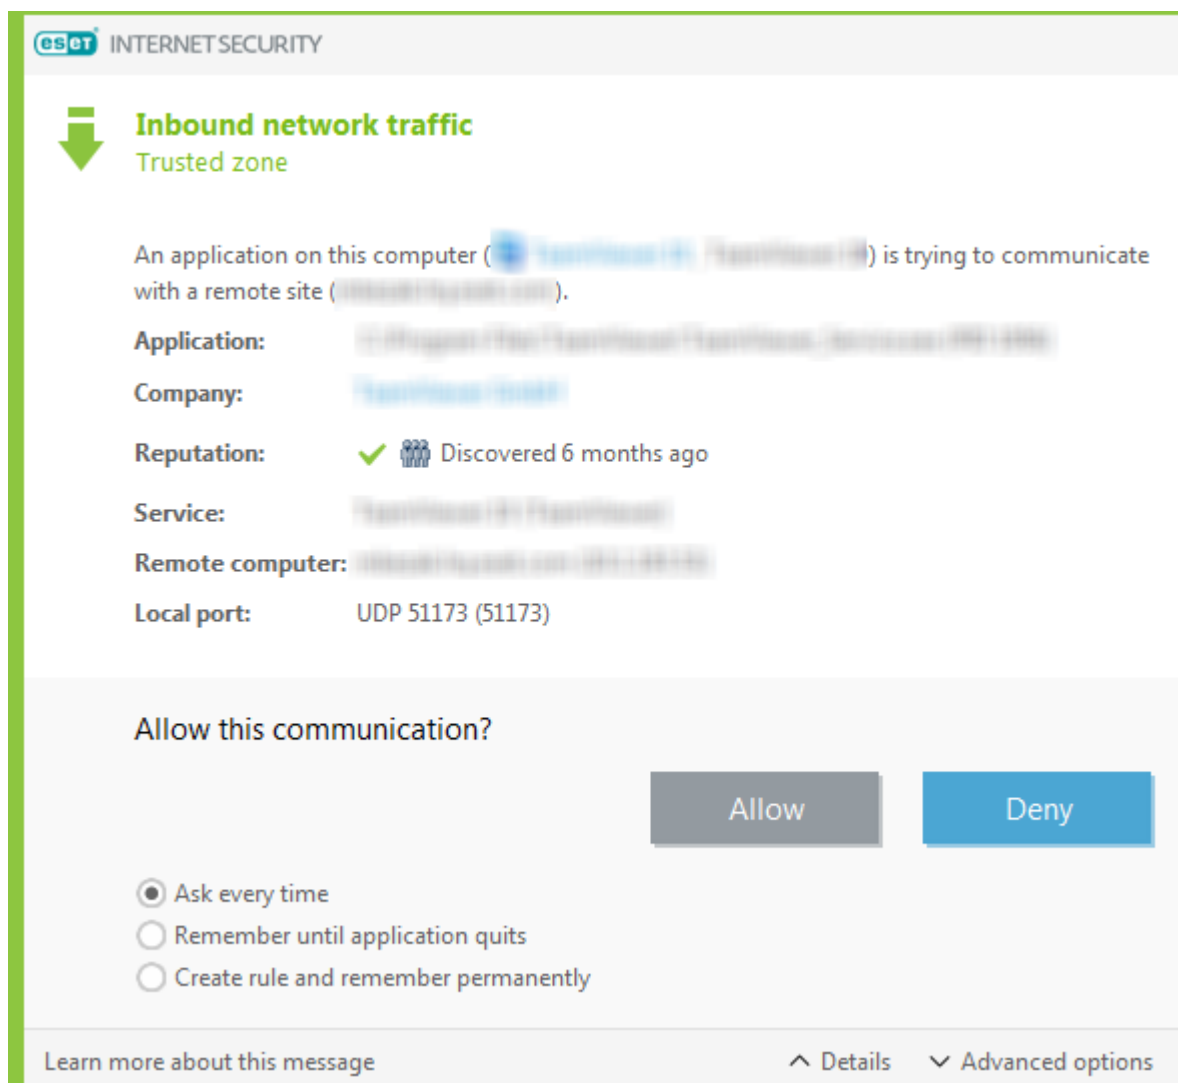 eseT INTERNET SECURITY
Inbound network traffic
Trusted zone
An application on this computer ( , ) is trying to communicate
with a remote site ( ).
Application:
Company:
Reputation: Discovered 6 months ago
Service:
Remote computer:
Local port: UDP 51173 (51173)
Allow this communication?
Allow Deny
Ask every time
Remember until application quits
Create rule and remember permanently
Learn more about this message Details Advanced options